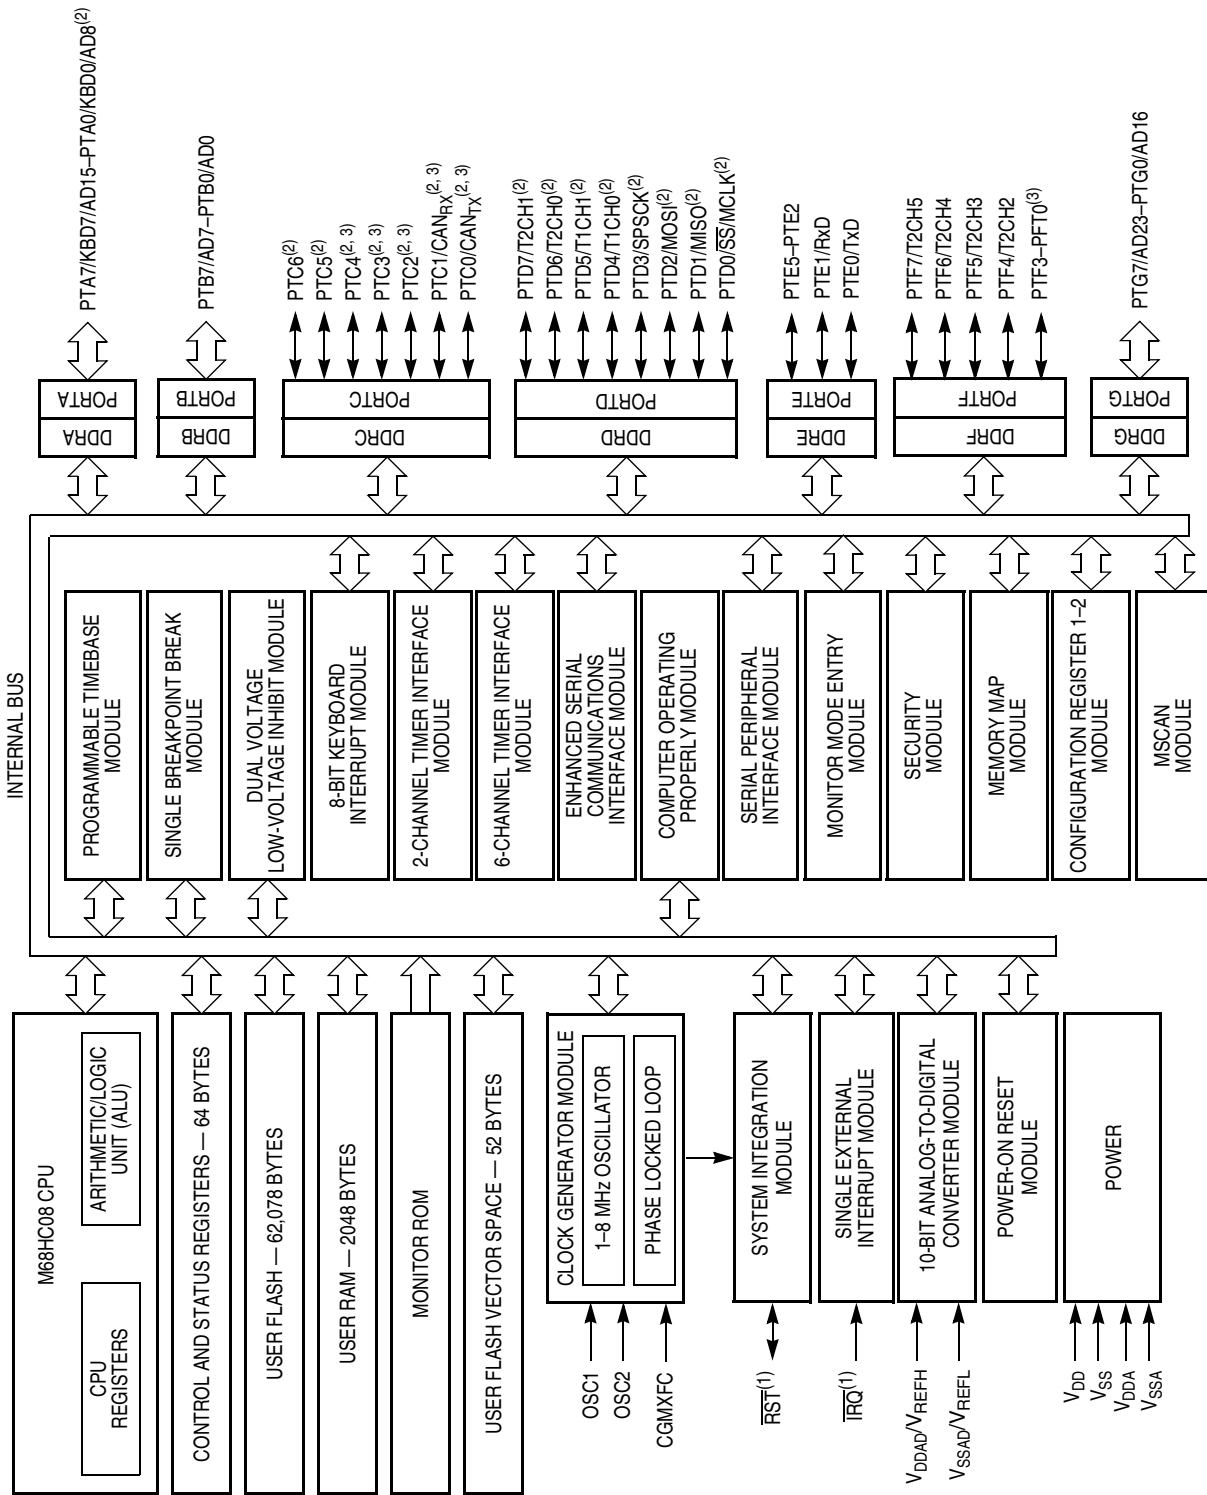 INTERNAL BUS
M68HC08 CPU
CPU
REGISTERS
ARITHMETIC/LOGIC
UNIT (ALU)
CONTROL AND STATUS REGISTERS — 64 BYTES
USER FLASH — 62,078 BYTES
USER RAM — 2048 BYTES
MONITOR ROM
USER FLASH VECTOR SPACE — 52 BYTES
CLOCK GENERATOR MODULE
1–8 MHz OSCILLATOR
PHASE LOCKED LOOP
OSC1
OSC2
CGMXFC
SYSTEM INTEGRATION
MODULE
RST(1)
SINGLE EXTERNAL
INTERRUPT MODULE
IRQ(1)
10-BIT ANALOG-TO-DIGITAL
CONVERTER MODULE
VDDAD/VREFH
VSSAD/VREFL
POWER-ON RESET
MODULE
POWER
VDD
VSS
VDDA
VSSA
PROGRAMMABLE TIMEBASE
MODULE
SINGLE BREAKPOINT BREAK
MODULE
DUAL VOLTAGE
LOW-VOLTAGE INHIBIT MODULE
8-BIT KEYBOARD
INTERRUPT MODULE
2-CHANNEL TIMER INTERFACE
MODULE
6-CHANNEL TIMER INTERFACE
MODULE
ENHANCED SERIAL
COMMUNICATIONS
INTERFACE MODULE
COMPUTER OPERATING
PROPERLY MODULE
SERIAL PERIPHERAL
INTERFACE MODULE
MONITOR MODE ENTRY
MODULE
SECURITY
MODULE
MEMORY MAP
MODULE
CONFIGURATION REGISTER 1–2
MODULE
MSCAN
MODULE
DDRA
PORTA
PTA7/KBD7/AD15–PTA0/KBD0/AD8(2)
DDRB
PORTB
PTB7/AD7–PTB0/AD0
DDRC
PORTC
PTC6(2)
PTC5(2)
PTC4(2, 3)
PTC3(2, 3)
PTC2(2, 3)
PTC1/CANRX(2, 3)
PTC0/CANTX(2, 3)
DDRD
PORTD
PTD7/T2CH1(2)
PTD6/T2CH0(2)
PTD5/T1CH1(2)
PTD4/T1CH0(2)
PTD3/SPSCK(2)
PTD2/MOSI(2)
PTD1/MISO(2)
PTD0/SS/MCLK(2)
DDRE
PORTE
PTE5–PTE2
PTE1/RxD
PTE0/TxD
DDRF
PORTF
PTF7/T2CH5
PTF6/T2CH4
PTF5/T2CH3
PTF4/T2CH2
PTF3–PFT0(3)
DDRG
PORTG
PTG7/AD23–PTG0/AD16